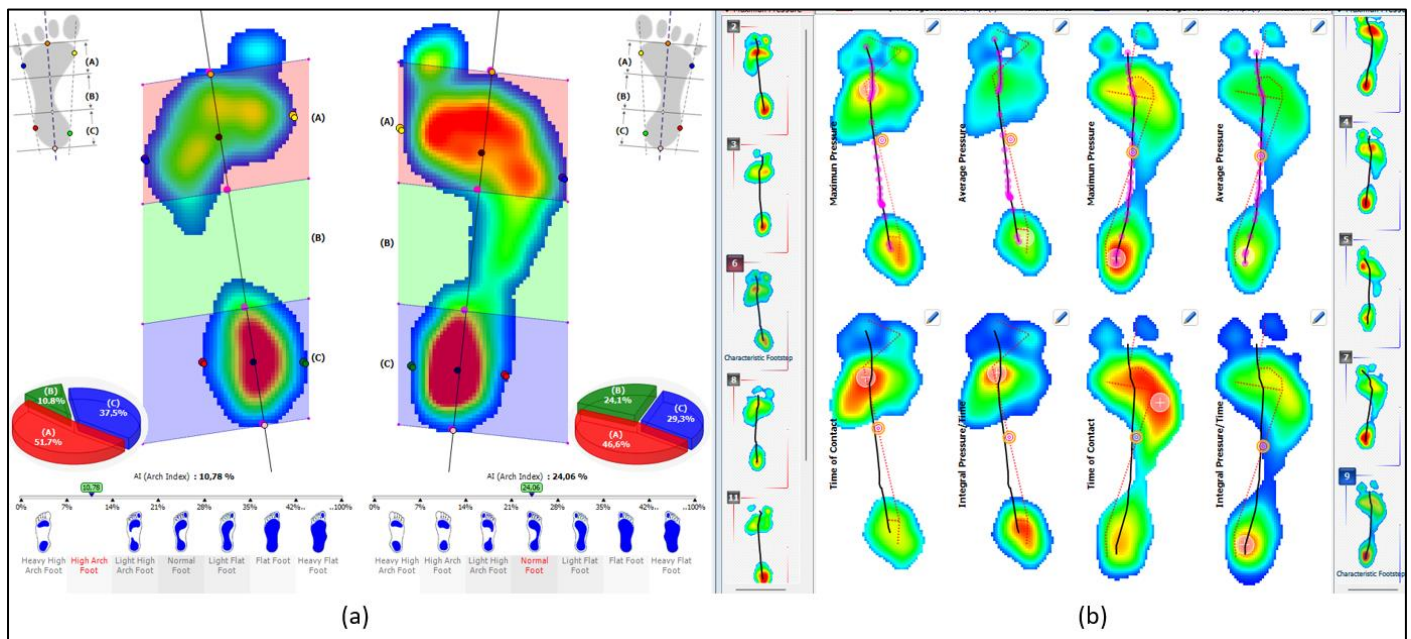 (A)
(B)
(C)
(A)
(B)
(C)
(A)
(B)
(C)
(A)
(B)
(C)
(B)
10.8%
(C)
37,5%
(A)
51.7%
(B)
24,1%
(C)
29,3%
(A)
46,6%
AI (Arch Index) : 10,78 %
AI (Arch Index) : 24,06 %
10,78
24,06
0% 7% 14% 21% 28% 35% 42%.. ..100%
0% 7% 14% 21% 28% 35% 42%.. ..100%
Heavy High Arch Foot
High Arch Foot
Light High Arch Foot
Normal Foot
Light Flat Foot
Flat Foot
Heavy Flat Foot
Heavy High Arch Foot
High Arch Foot
Light High Arch Foot
Normal Foot
Light Flat Foot
Flat Foot
Heavy Flat Foot
2
3
6
Characteristic Footstep
8
11
Maximun Pressure
Average Pressure
Maximun Pressure
Average Pressure
Time of Contact
Integral Pressure/Time
Time of Contact
Integral Pressure/Time
4
5
7
9
Characteristic Footstep
(a)
(b)